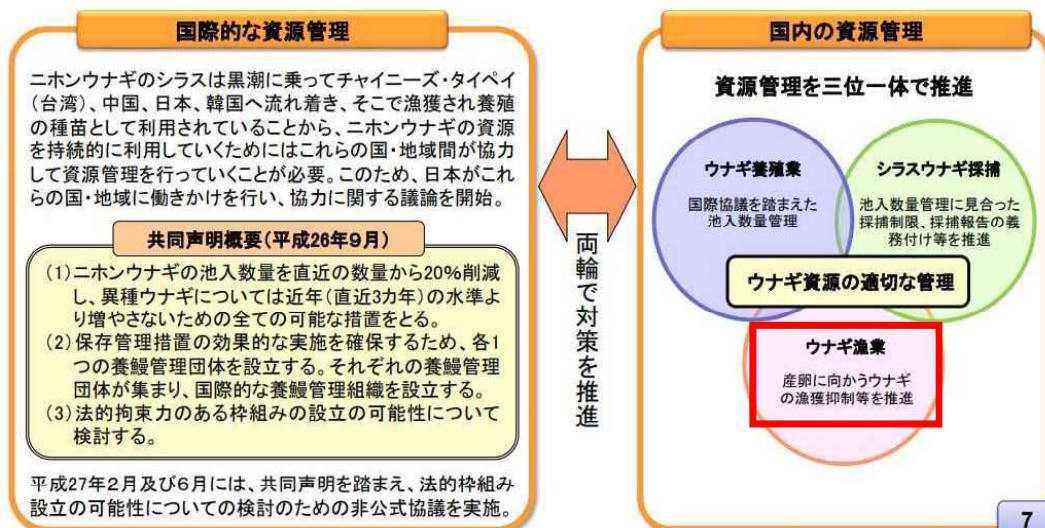 国際的な資源管理
ニホンウナギのシラスは黒潮に乗ってチャイニーズ・タイペイ
(台湾)、中国、日本、韓国へ流れ着き、そこで漁獲され養殖
の種苗として利用されていることから、ニホンウナギの資源
を持続的に利用していくためにはこれらの国・地域間が協力
して資源管理を行っていくことが必要。このため、日本がこれ
らの国・地域に働きかけを行い、協力に関する議論を開始。
共同声明概要(平成26年9月)
(1)ニホンウナギの池入数量を直近の数量から20%削減
し、異種ウナギについては近年(直近3カ年)の水準よ
り増やさないための全ての可能な措置をとる。
(2)保存管理措置の効果的な実施を確保するため、各1
つの養鰻管理団体を設立する。それぞれの養鰻管理
団体が集まり、国際的な養鰻管理組織を設立する。
(3)法的拘束力のある枠組みの設立の可能性について
検討する。
平成27年2月及び6月には、共同声明を踏まえ、法的枠組み
設立の可能性についての検討のための非公式協議を実施。
両輪で対策を推進
国内の資源管理
資源管理を三位一体で推進
ウナギ養殖業
国際協議を踏まえた
池入数量管理
シラスウナギ採捕
池入数量管理に見合った
採捕制限、採捕報告の義
務付け等を推進
ウナギ資源の適切な管理
ウナギ漁業
産卵に向かうウナギ
の漁獲抑制等を推進
7